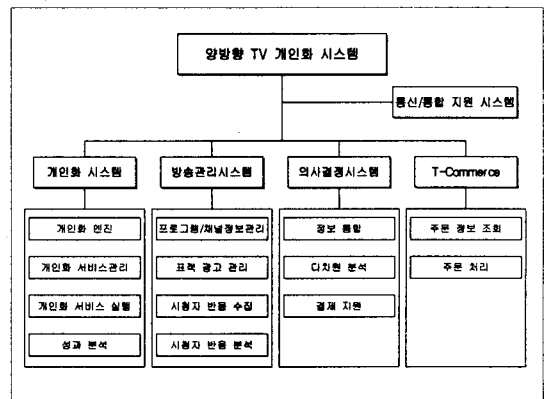 양방향 TV 개인화 시스템
통신/통합 지원 시스템
개인화 시스템
방송관리시스템
의사결정시스템
T-Commerce
개인화 엔진
개인화 서비스관리
개인화 서비스 실행
성과 분석
프로그램/채널정보관리
표적 광고 관리
시청자 반응 수집
시청자 반응 분석
정보 통합
다차원 분석
결제 지원
주문 정보 조회
주문 처리